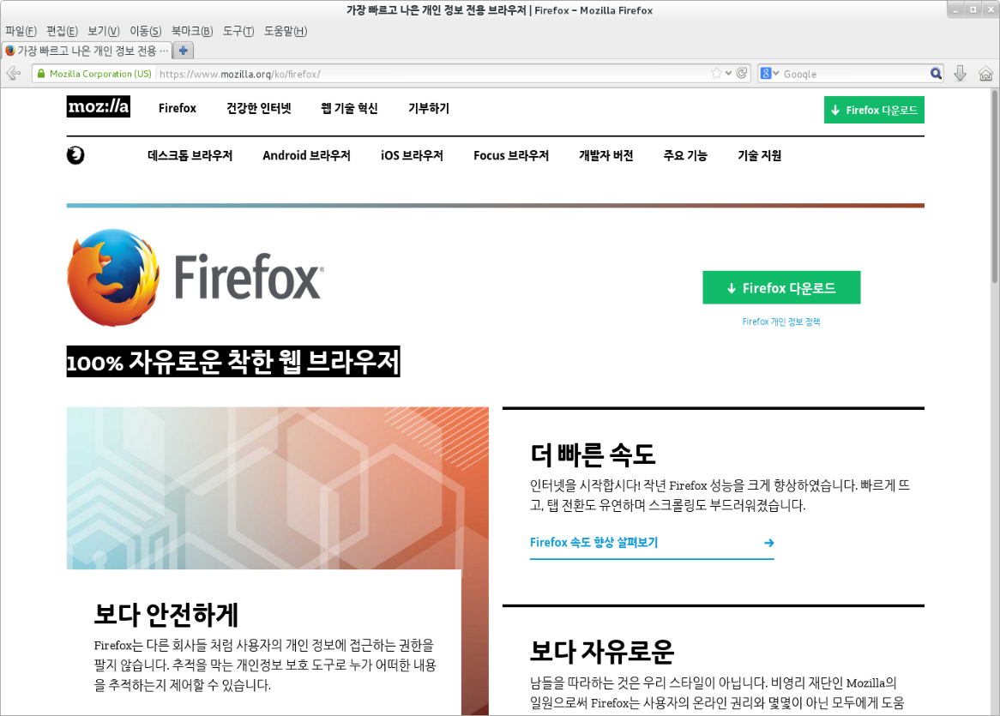 가장 빠르고 나은 개인 정보 전용 브라우저 | Firefox - Mozilla Firefox
파일(F) 편집(E) 보기(V) 이동(S) 북마크(B) 도구(T) 도움말(H)
가장 빠르고 나은 개인 정보 전용 ...
Mozilla Corporation (US) https://www.mozilla.org/ko/firefox/ Google
moz://a Firefox 건강한 인터넷 웹 기술 혁신 기부하기 Firefox 다운로드
데스크톱 브라우저 Android 브라우저 iOS 브라우저 Focus 브라우저 개발자 버전 주요 기능 기술 지원
Firefox®
Firefox 다운로드
Firefox 개인 정보 정책
100% 자유로운 착한 웹 브라우저
더 빠른 속도
인터넷을 시작합시다! 작년 Firefox 성능을 크게 향상하였습니다. 빠르게 뜨
고, 탭 전환도 유연하며 스크롤링도 부드러워졌습니다.
Firefox 속도 향상 살펴보기
보다 안전하게
Firefox는 다른 회사들 처럼 사용자의 개인 정보에 접근하는 권한을
팔지 않습니다. 추적을 막는 개인정보 보호 도구로 누가 어떠한 내용
을 추적하는지 제어할 수 있습니다.
보다 자유로운
남들을 따라하는 것은 우리 스타일이 아닙니다. 비영리 재단인 Mozilla의
일원으로써 Firefox는 사용자의 온라인 권리와 몇몇이 아닌 모두에게 도움